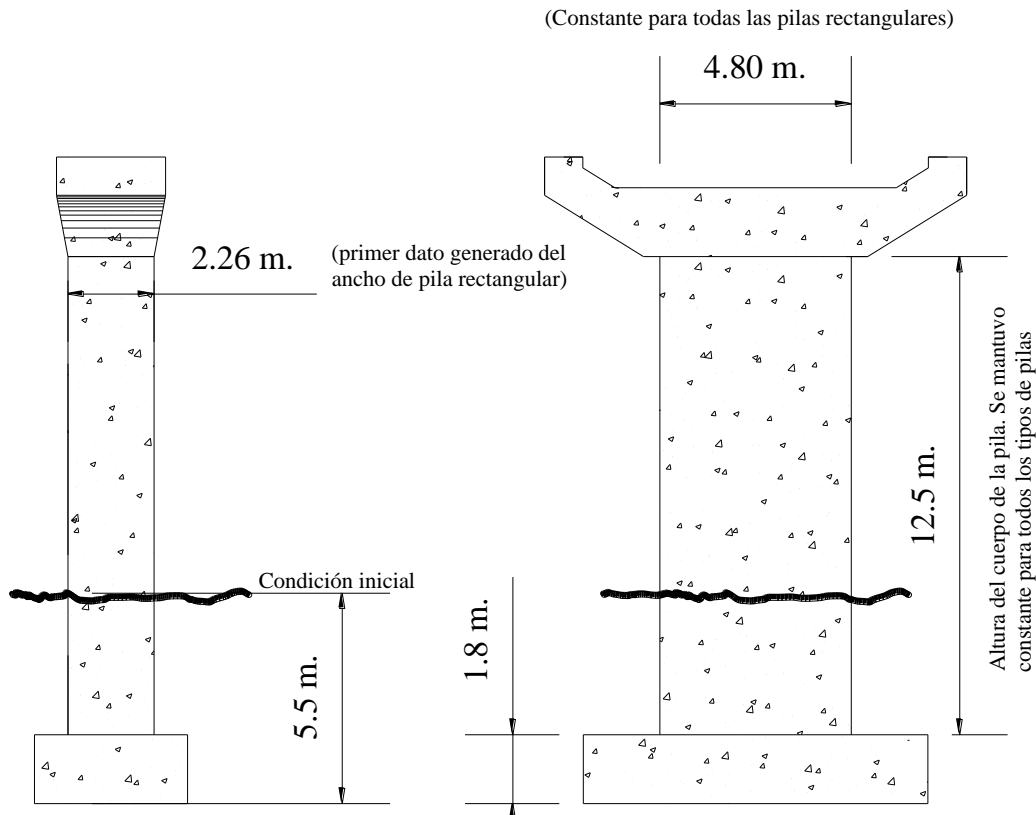 (Constante para todas las pilas rectangulares)
4.80 m.
2.26 m.
(primer dato generado del
ancho de pila rectangular)
Condición inicial
5.5 m.
1.8 m.
12.5 m.
Altura del cuerpo de la pila. Se mantuvo
constante para todos los tipos de pilas